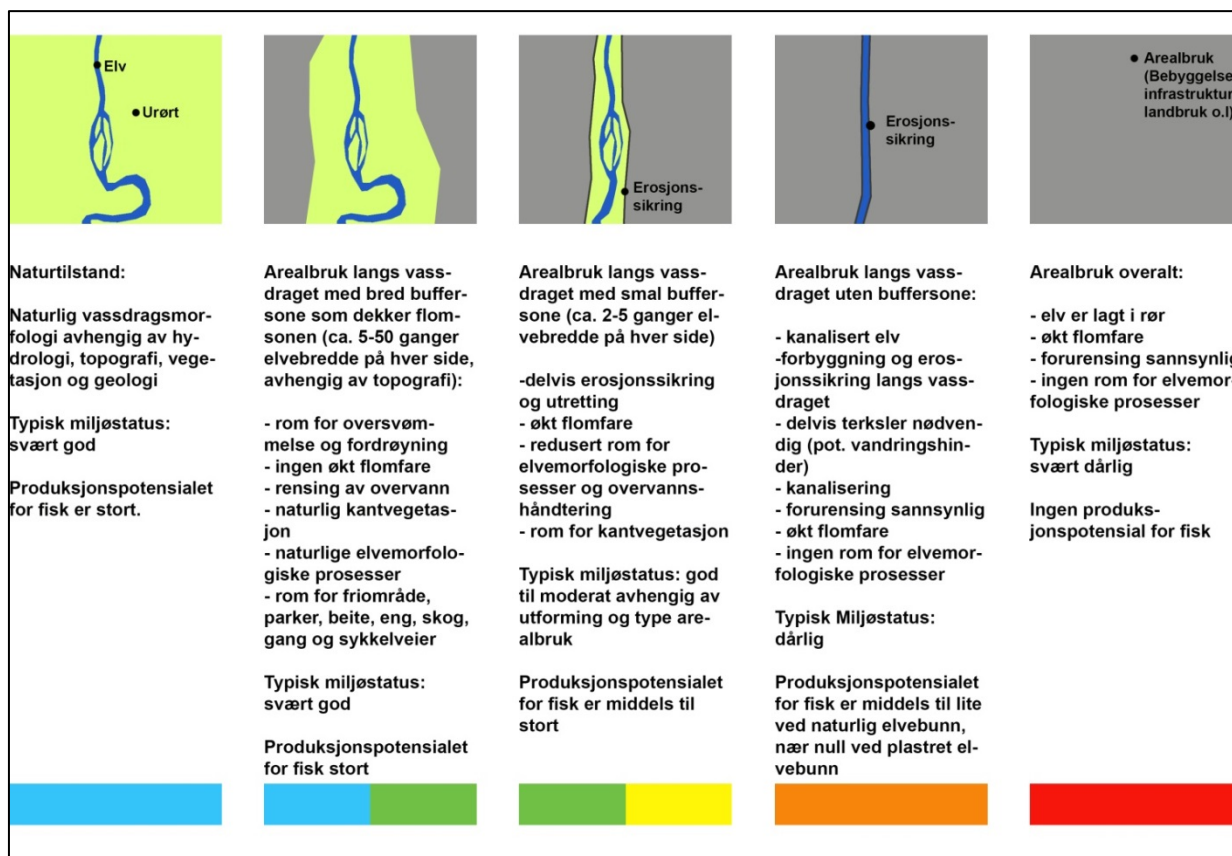 Elv
Urørt
Erosjons-
sikring
Erosjons-
sikring
Arealbruk
(Bebyggelse
infrastruktur
landbruk o.l)
Naturtilstand:
Naturlig vassdragsmor-
fologi avhengig av hy-
drologi, topografi, vege-
tasjon og geologi
Typisk miljøstatus:
svært god
Produksjonspotensialet
for fisk er stort.
Arealbruk langs vass-
draget med bred buffer-
sone som dekker flom-
sonen (ca. 5-50 ganger
elvebredde på hver side,
avhengig av topografi):
- rom for oversvøm-
melse og fordrøyning
- ingen økt flomfare
- rensing av overvann
- naturlig kantvegetas-
jon
- naturlige elvemorfolo-
giske prosesser
- rom for friområde,
parker, beite, eng, skog,
gang og sykkelveier
Typisk miljøstatus:
svært god
Produksjonspotensialet
for fisk stort
Arealbruk langs vass-
draget med smal buffer-
sone (ca. 2-5 ganger el-
vebredde på hver side)
-delvis erosjonssikring
og utretting
- økt flomfare
- redusert rom for
elvemorfologiske pro-
sesser og overvanns-
håndtering
- rom for kantvegetasjon
Typisk miljøstatus: god
til moderat avhengig av
utforming og type are-
albruk
Produksjonspotensialet
for fisk er middels til
stort
Arealbruk langs vass-
draget uten buffersone:
- kanalisert elv
-forbyggning og eros-
jonssikring langs vass-
draget
- delvis terksler nødven-
dig (pot. vandringshin-
der)
- kanalisering
- forurensing sannsynlig
- økt flomfare
- ingen rom for elvemor-
fologiske prosesser
Typisk Miljøstatus:
dårlig
Produksjonspotensialet
for fisk er middels til lite
ved naturlig elvebunn,
nær null ved plastret el-
vebunn
Arealbruk overalt:
- elv er lagt i rør
- økt flomfare
- forurensing sannsynlig
- ingen rom for elvemor-
fologiske prosesser
Typisk miljøstatus:
svært dårlig
Ingen produks-
jonspotensial for fisk